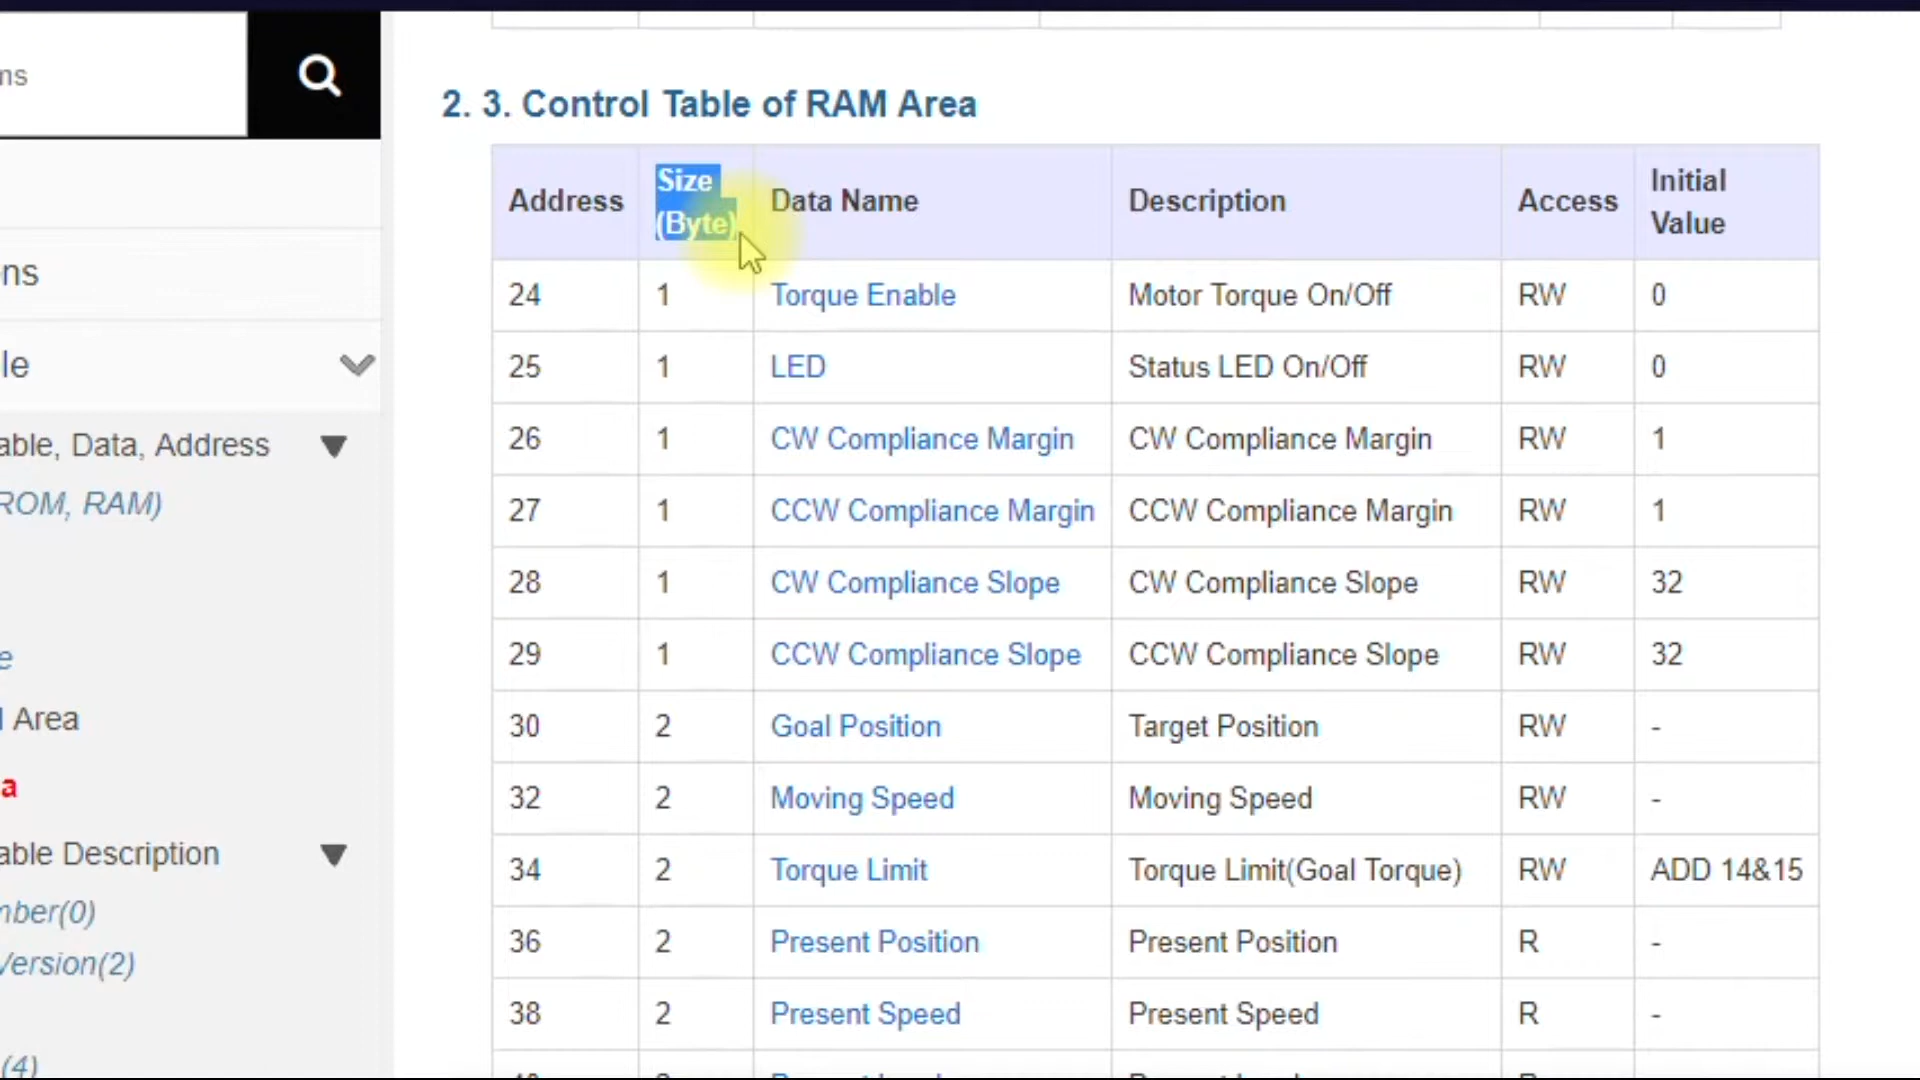 ns
ns
le
able, Data, Address
ROM, RAM)
e
Area
a
able Description
mber(0)
Version(2)
(4)
2. 3. Control Table of RAM Area
Address Size (Byte) Data Name Description Access Initial Value
24 1 Torque Enable Motor Torque On/Off RW 0
25 1 LED Status LED On/Off RW 0
26 1 CW Compliance Margin CW Compliance Margin RW 1
27 1 CCW Compliance Margin CCW Compliance Margin RW 1
28 1 CW Compliance Slope CW Compliance Slope RW 32
29 1 CCW Compliance Slope CCW Compliance Slope RW 32
30 2 Goal Position Target Position RW -
32 2 Moving Speed Moving Speed RW -
34 2 Torque Limit Torque Limit(Goal Torque) RW ADD 14&15
36 2 Present Position Present Position R -
38 2 Present Speed Present Speed R -